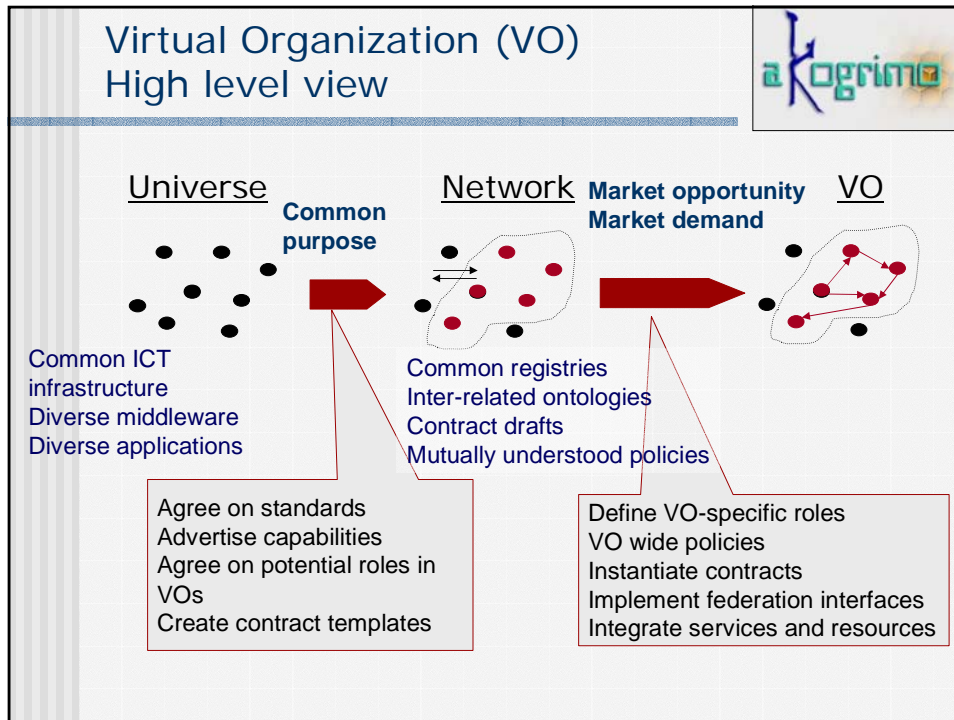 Virtual Organization (VO)
High level view
akogrimo
Universe
Common
purpose
Network
Market opportunity
Market demand
VO
Common ICT
infrastructure
Diverse middleware
Diverse applications
Common registries
Inter-related ontologies
Contract drafts
Mutually understood policies
Agree on standards
Advertise capabilities
Agree on potential roles in
VOs
Create contract templates
Define VO-specific roles
VO wide policies
Instantiate contracts
Implement federation interfaces
Integrate services and resources